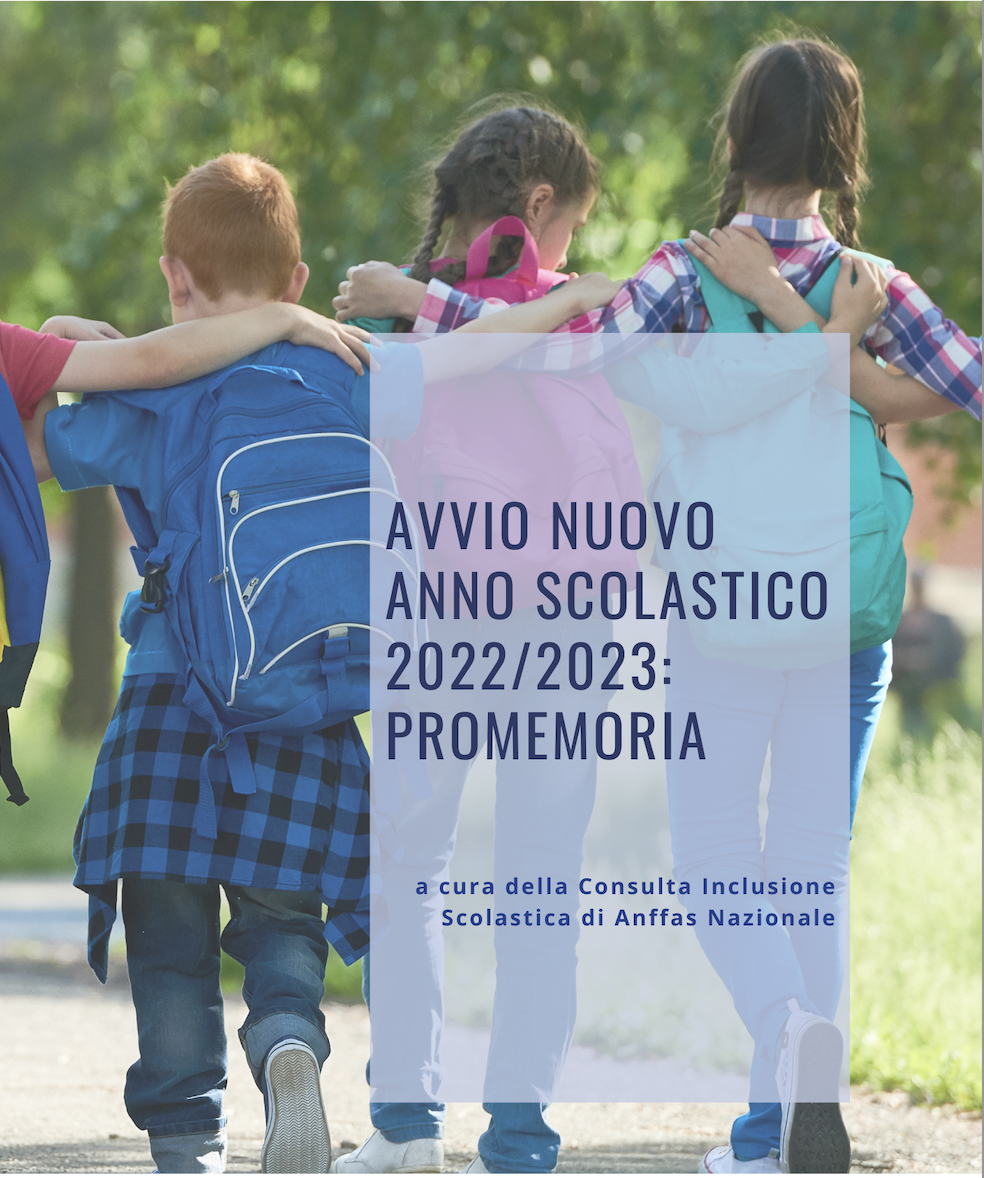 AVVIO NUOVO
ANNO SCOLASTICO
2022/2023:
PROMEMORIA
a cura della Consulta Inclusione
Scolastica di Anffas Nazionale